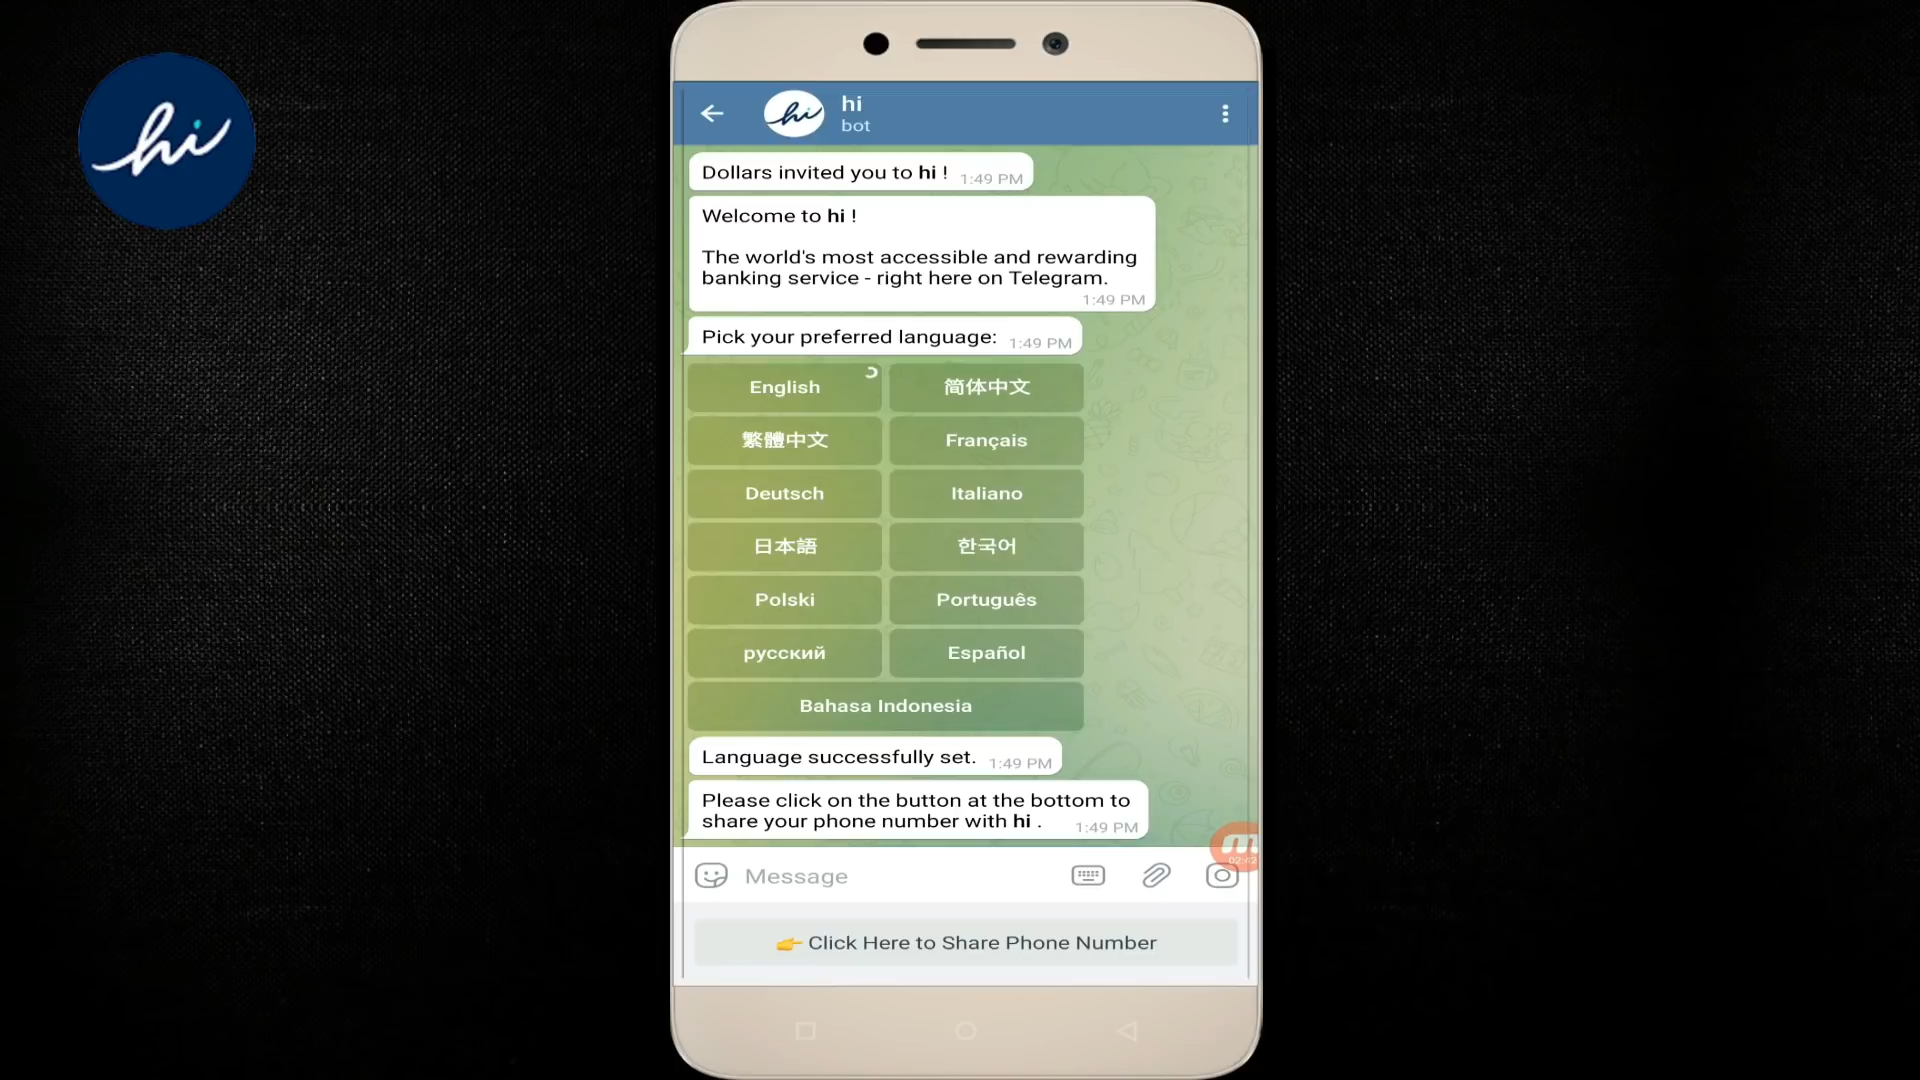 hi
hi
hi
bot
Dollars invited you to hi ! 1:49 PM
Welcome to hi !
The world's most accessible and rewarding
banking service - right here on Telegram.
1:49 PM
Pick your preferred language: 1:49 PM
English 简体中文
繁體中文 Français
Deutsch Italiano
日本語 한국어
Polski Português
русский Español
Bahasa Indonesia
Language successfully set. 1:49 PM
Please click on the button at the bottom to
share your phone number with hi . 1:49 PM
Message
👉 Click Here to Share Phone Number